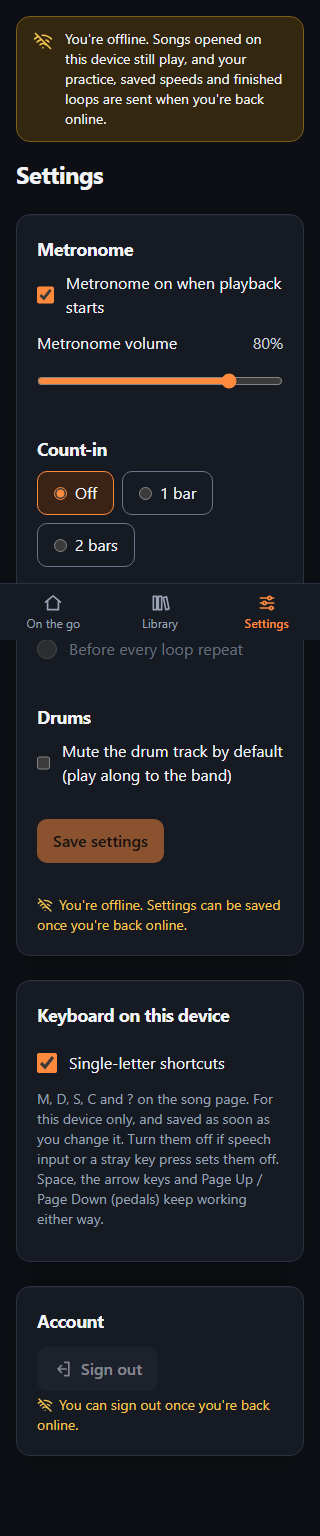 You're offline. Songs opened on
this device still play, and your
practice, saved speeds and finished
loops are sent when you're back
online.
Settings
Metronome
Metronome on when playback
starts
Metronome volume 80%
Count-in
Off
1 bar
2 bars
On the go
Library
Settings
Before every loop repeat
Drums
Mute the drum track by default
(play along to the band)
Save settings
You're offline. Settings can be saved
once you're back online.
Keyboard on this device
Single-letter shortcuts
M, D, S, C and ? on the song page. For
this device only, and saved as soon as
you change it. Turn them off if speech
input or a stray key press sets them off.
Space, the arrow keys and Page Up /
Page Down (pedals) keep working
either way.
Account
Sign out
You can sign out once you're back
online.